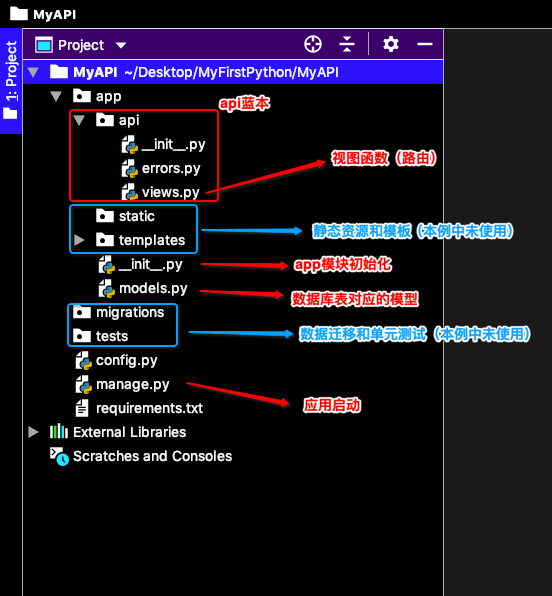 MyAPI
1: Project
Project
MyAPI ~/Desktop/MyFirstPython/MyAPI
app
api蓝本
api
__init__.py
errors.py
视图函数（路由）
views.py
static
静态资源和模板（本例中未使用）
templates
__init__.py
app模块初始化
models.py
数据库表对应的模型
migrations
tests
数据迁移和单元测试（本例中未使用）
config.py
manage.py
应用启动
requirements.txt
External Libraries
Scratches and Consoles